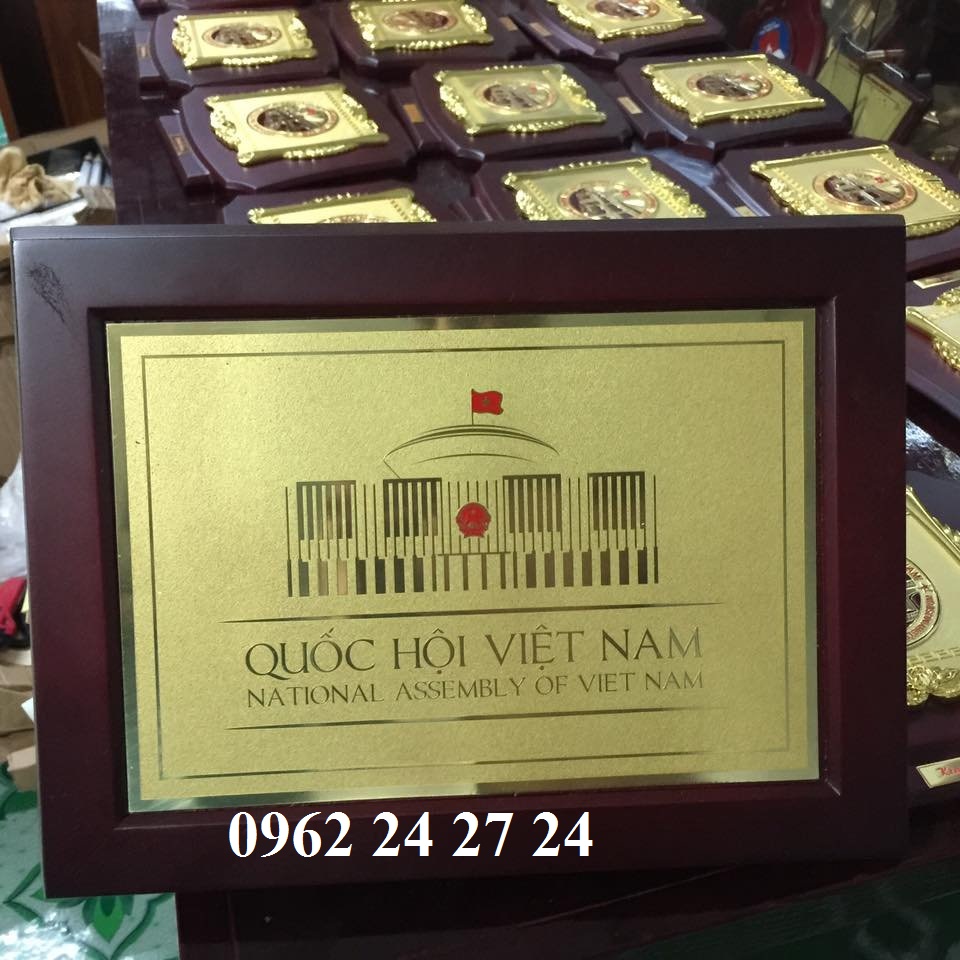 QUỐC HỘI VIỆT NAM
NATIONAL ASSEMBLY OF VIET NAM
0962 24 27 24